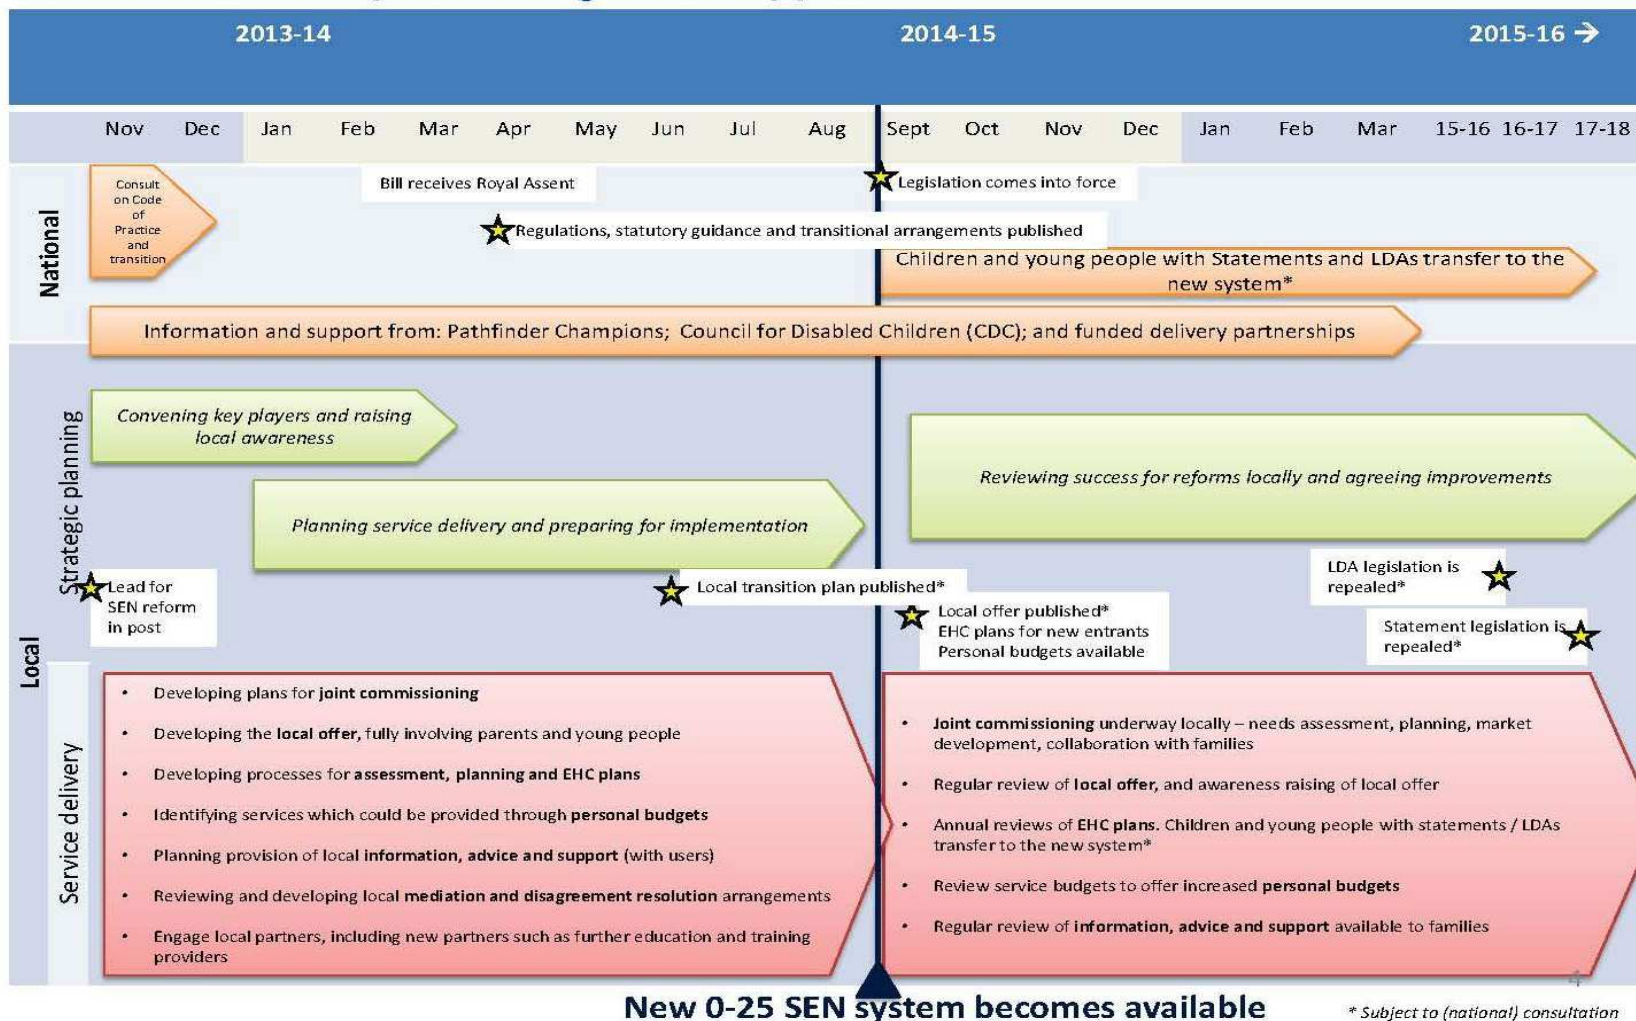 2013-14
2014-15
2015-16 →
Nov Dec Jan Feb Mar Apr May Jun Jul Aug Sept Oct Nov Dec Jan Feb Mar 15-16 16-17 17-18
National
Consult
on Code
of
Practice
and
transition
Bill receives Royal Assent
Legislation comes into force
Regulations, statutory guidance and transitional arrangements published
Children and young people with Statements and LDAs transfer to the
new system*
Information and support from: Pathfinder Champions; Council for Disabled Children (CDC); and funded delivery partnerships
Local
Strategic planning
Convening key players and raising
local awareness
Planning service delivery and preparing for implementation
Reviewing success for reforms locally and agreeing improvements
Lead for
SEN reform
in post
Local transition plan published*
Local offer published*
EHC plans for new entrants
Personal budgets available
LDA legislation is
repealed*
Statement legislation is
repealed*
Service delivery
• Developing plans for joint commissioning
• Developing the local offer, fully involving parents and young people
• Developing processes for assessment, planning and EHC plans
• Identifying services which could be provided through personal budgets
• Planning provision of local information, advice and support (with users)
• Reviewing and developing local mediation and disagreement resolution arrangements
• Engage local partners, including new partners such as further education and training
providers
• Joint commissioning underway locally – needs assessment, planning, market
development, collaboration with families
• Regular review of local offer, and awareness raising of local offer
• Annual reviews of EHC plans. Children and young people with statements / LDAs
transfer to the new system*
• Review service budgets to offer increased personal budgets
• Regular review of information, advice and support available to families
4
New 0-25 SEN system becomes available
* Subject to (national) consultation